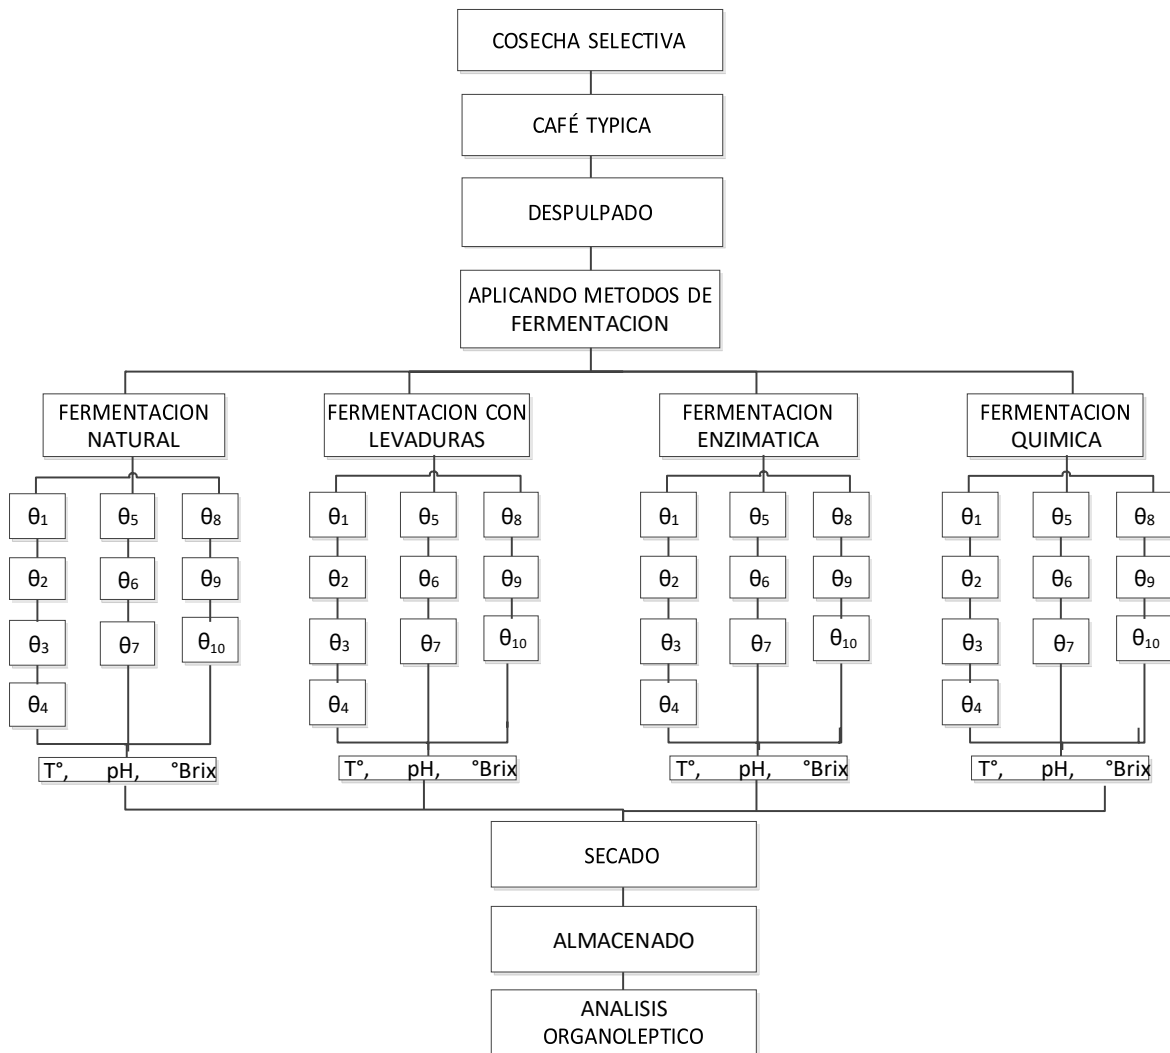 COSECHA SELECTIVA
CAFÉ TYPICA
DESPULPADO
APLICANDO METODOS DE
FERMENTACION
FERMENTACION
NATURAL
FERMENTACION CON
LEVADURAS
FERMENTACION
ENZIMATICA
FERMENTACION
QUIMICA
θ1 θ5 θ8 θ1 θ5 θ8 θ1 θ5 θ8 θ1 θ5 θ8
θ2 θ6 θ9 θ2 θ6 θ9 θ2 θ6 θ9 θ2 θ6 θ9
θ3 θ7 θ10 θ3 θ7 θ10 θ3 θ7 θ10 θ3 θ7 θ10
θ4 θ4 θ4 θ4
T°, pH, °Brix T°, pH, °Brix T°, pH, °Brix T°, pH, °Brix
SECADO
ALMACENADO
ANALISIS
ORGANOLEPTICO